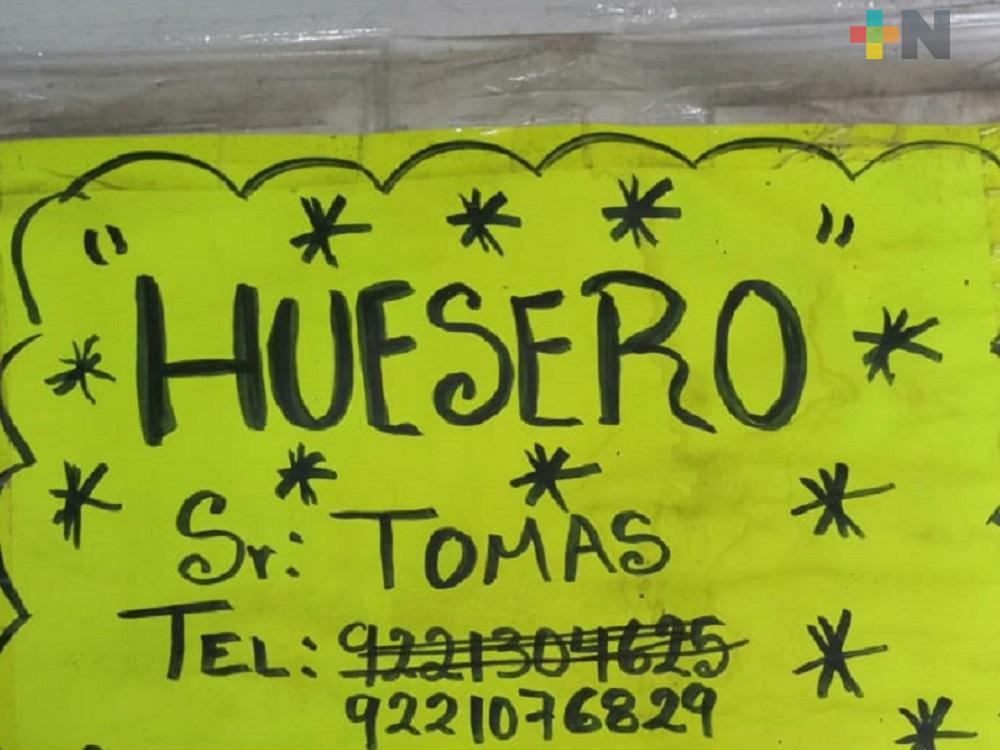 +N
" HUESERO "
Sr: TOMAS
TEL: 9221304625
9221076829